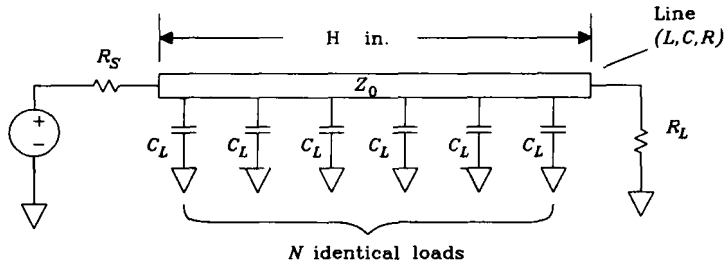 Line
(L,C,R)
H in.
R_S
Z_0
+
−
C_L C_L C_L C_L C_L C_L
R_L
N identical loads